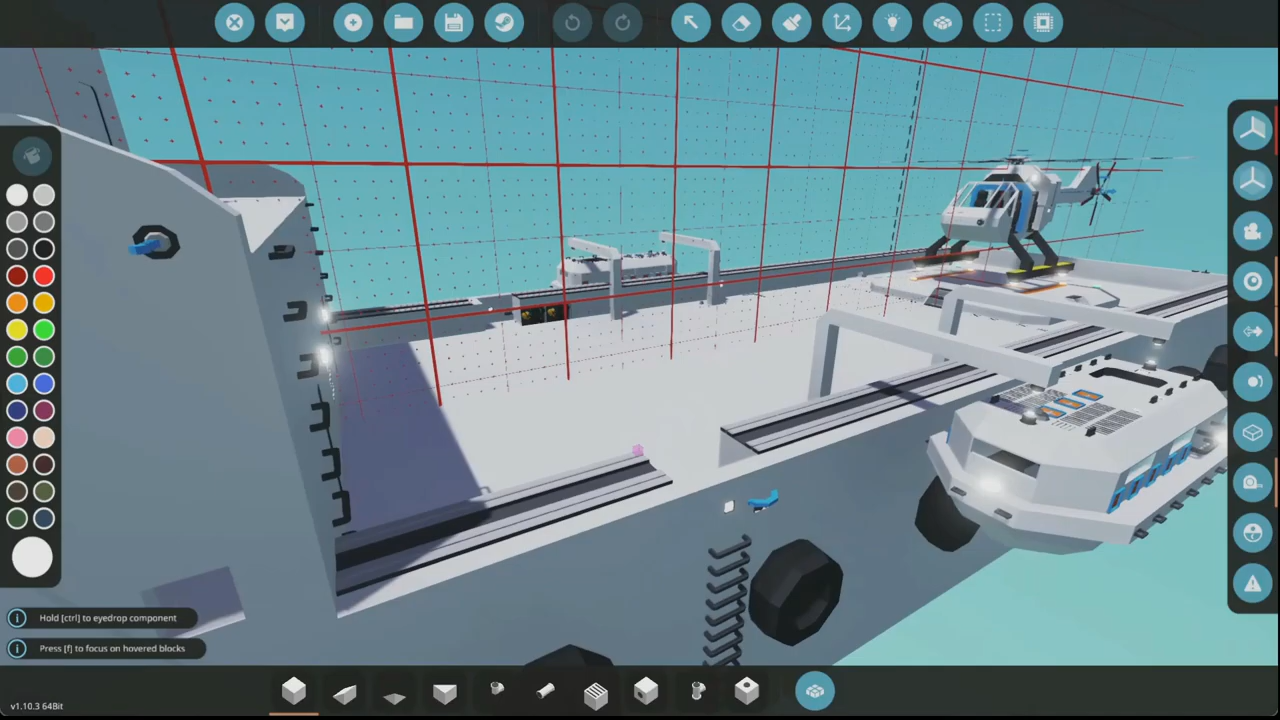 Hold [ctrl] to eyedrop component
Press [f] to focus on hovered blocks
v1.10.3 64Bit